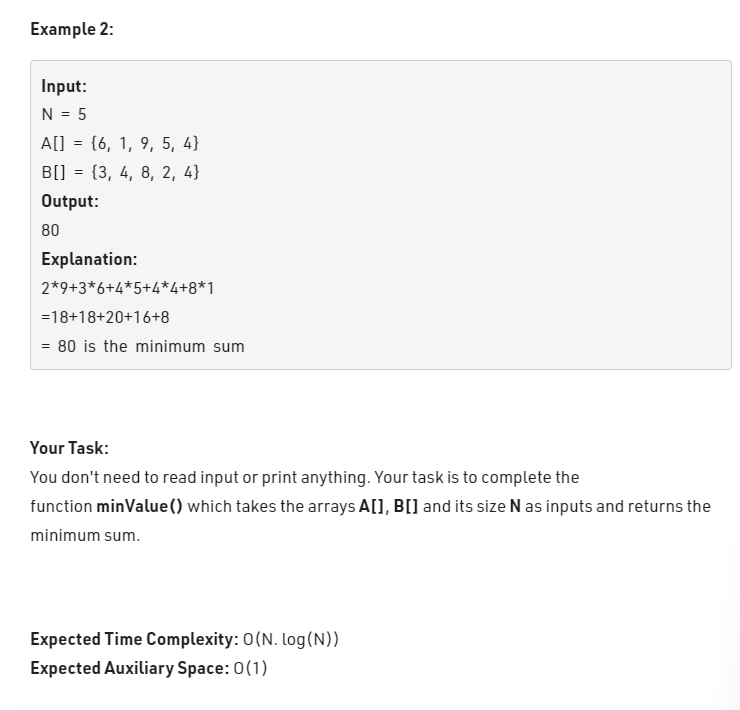 Example 2:
Input:
N = 5
A[] = {6, 1, 9, 5, 4}
B[] = {3, 4, 8, 2, 4}
Output:
80
Explanation:
2*9+3*6+4*5+4*4+8*1
=18+18+20+16+8
= 80 is the minimum sum
Your Task:
You don't need to read input or print anything. Your task is to complete the
function minValue() which takes the arrays A[], B[] and its size N as inputs and returns the
minimum sum.
Expected Time Complexity: O(N. log(N))
Expected Auxiliary Space: O(1)